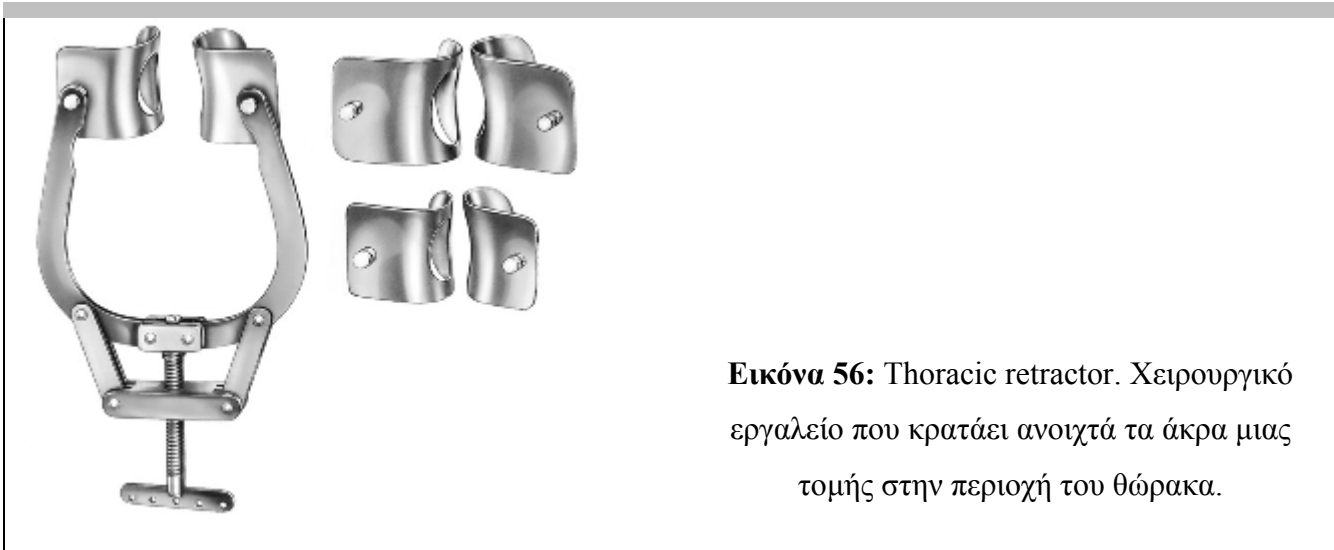 Εικόνα 56: Thoracic retractor. Χειρουργικό
εργαλείο που κρατάει ανοιχτά τα άκρα μιας
τομής στην περιοχή του θώρακα.